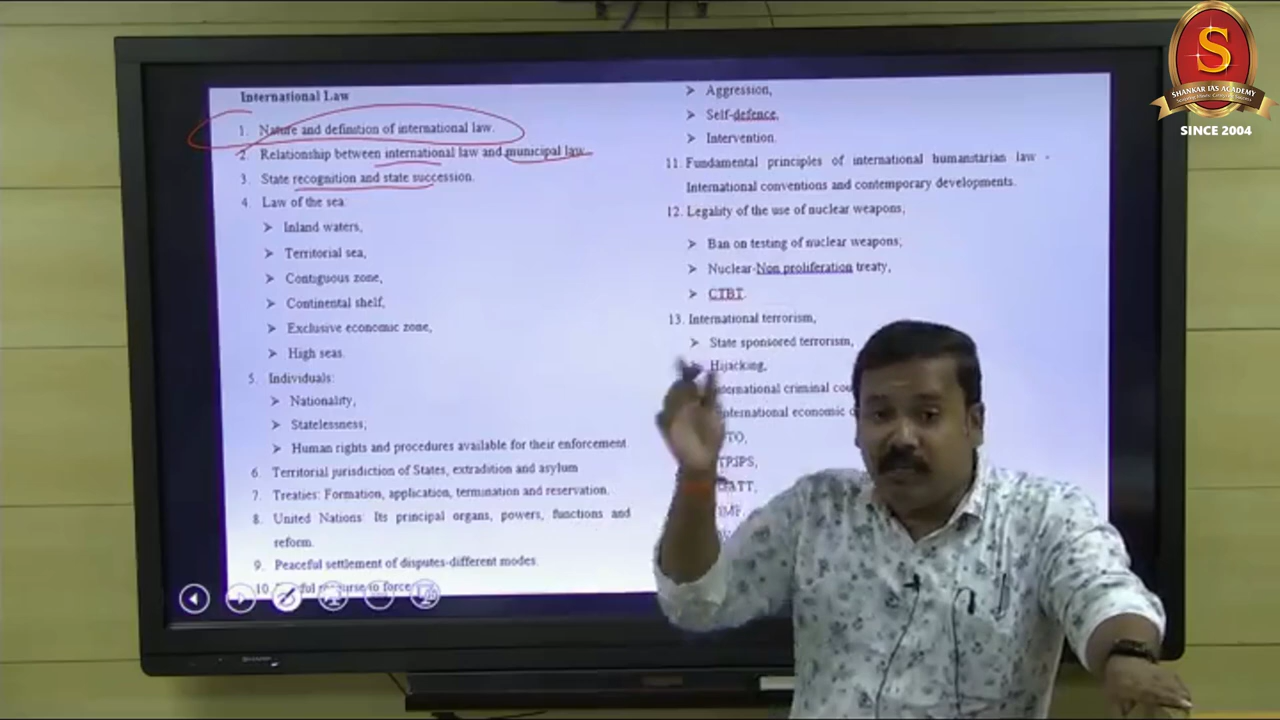 International Law
1. Nature and definition of international law.
2. Relationship between international law and municipal law.
3. State recognition and state succession.
4. Law of the sea:
➤ Inland waters,
➤ Territorial sea,
➤ Contiguous zone,
➤ Continental shelf,
➤ Exclusive economic zone,
➤ High seas.
5. Individuals:
➤ Nationality,
➤ Statelessness;
➤ Human rights and procedures available for their enforcement.
6. Territorial jurisdiction of States, extradition and asylum
7. Treaties: Formation, application, termination and reservation.
8. United Nations: Its principal organs, powers, functions and
reform.
9. Peaceful settlement of disputes-different modes.
10. to force
➤ Aggression,
➤ Self-defence,
➤ Intervention.
11. Fundamental principles of international humanitarian law -
International conventions and contemporary developments.
12. Legality of the use of nuclear weapons;
➤ Ban on testing of nuclear weapons;
➤ Nuclear-Non proliferation treaty,
➤ CTBT.
13. International terrorism,
➤ State sponsored terrorism,
➤ Hijacking,
criminal
economic
TRIPS,
GATT,
IMF,
S
SHANKAR IAS ACADEMY
SINCE 2004
SHARP